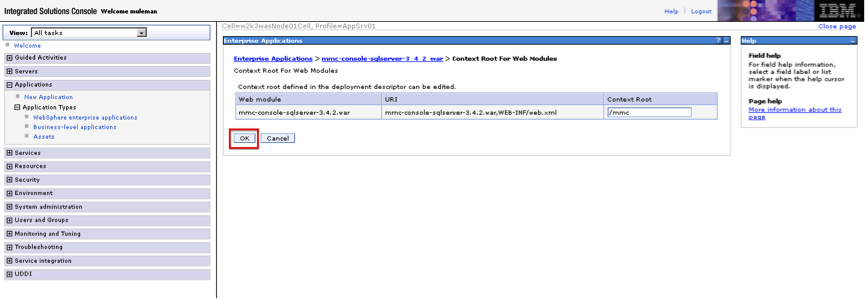 Integrated Solutions Console Welcome muleman
Help | Logout
IBM
View: All tasks
Welcome
Guided Activities
Servers
Applications
New Application
Application Types
WebSphere enterprise applications
Business-level applications
Assets
Services
Resources
Security
Environment
System administration
Users and Groups
Monitoring and Tuning
Troubleshooting
Service integration
UDDI
Cell=w2k3wasNode01Cell, Profile=AppSrv01
Close page
Enterprise Applications ? _
Enterprise Applications > mmc-console-sqlserver-3_4_2_war > Context Root For Web Modules
Context Root For Web Modules
Context root defined in the deployment descriptor can be edited.
Web module URI Context Root
mmc-console-sqlserver-3.4.2.war mmc-console-sqlserver-3.4.2.war,WEB-INF/web.xml /mmc
OK Cancel
Help _
Field help
For field help information,
select a field label or list
marker when the help cursor
is displayed.
Page help
More information about this
page